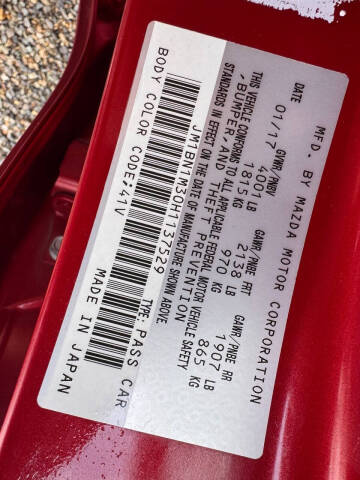 MFD. BY MAZDA MOTOR CORPORATION
DATE GVWR/PNBV GAWR/PNBE FRT GAWR/PNBE RR
01/17 4001 LB 2138 LB 1907 LB
1815 KG 970 KG 865 KG
THIS VEHICLE CONFORMS TO ALL APPLICABLE FEDERAL MOTOR VEHICLE SAFETY
, BUMPER, AND THEFT PREVENTION
STANDARDS IN EFFECT ON THE DATE OF MANUFACTURE SHOWN ABOVE.
JM1BN1M30H1137529 TYPE: PASS CAR
BODY COLOR CODE:41V MADE IN JAPAN